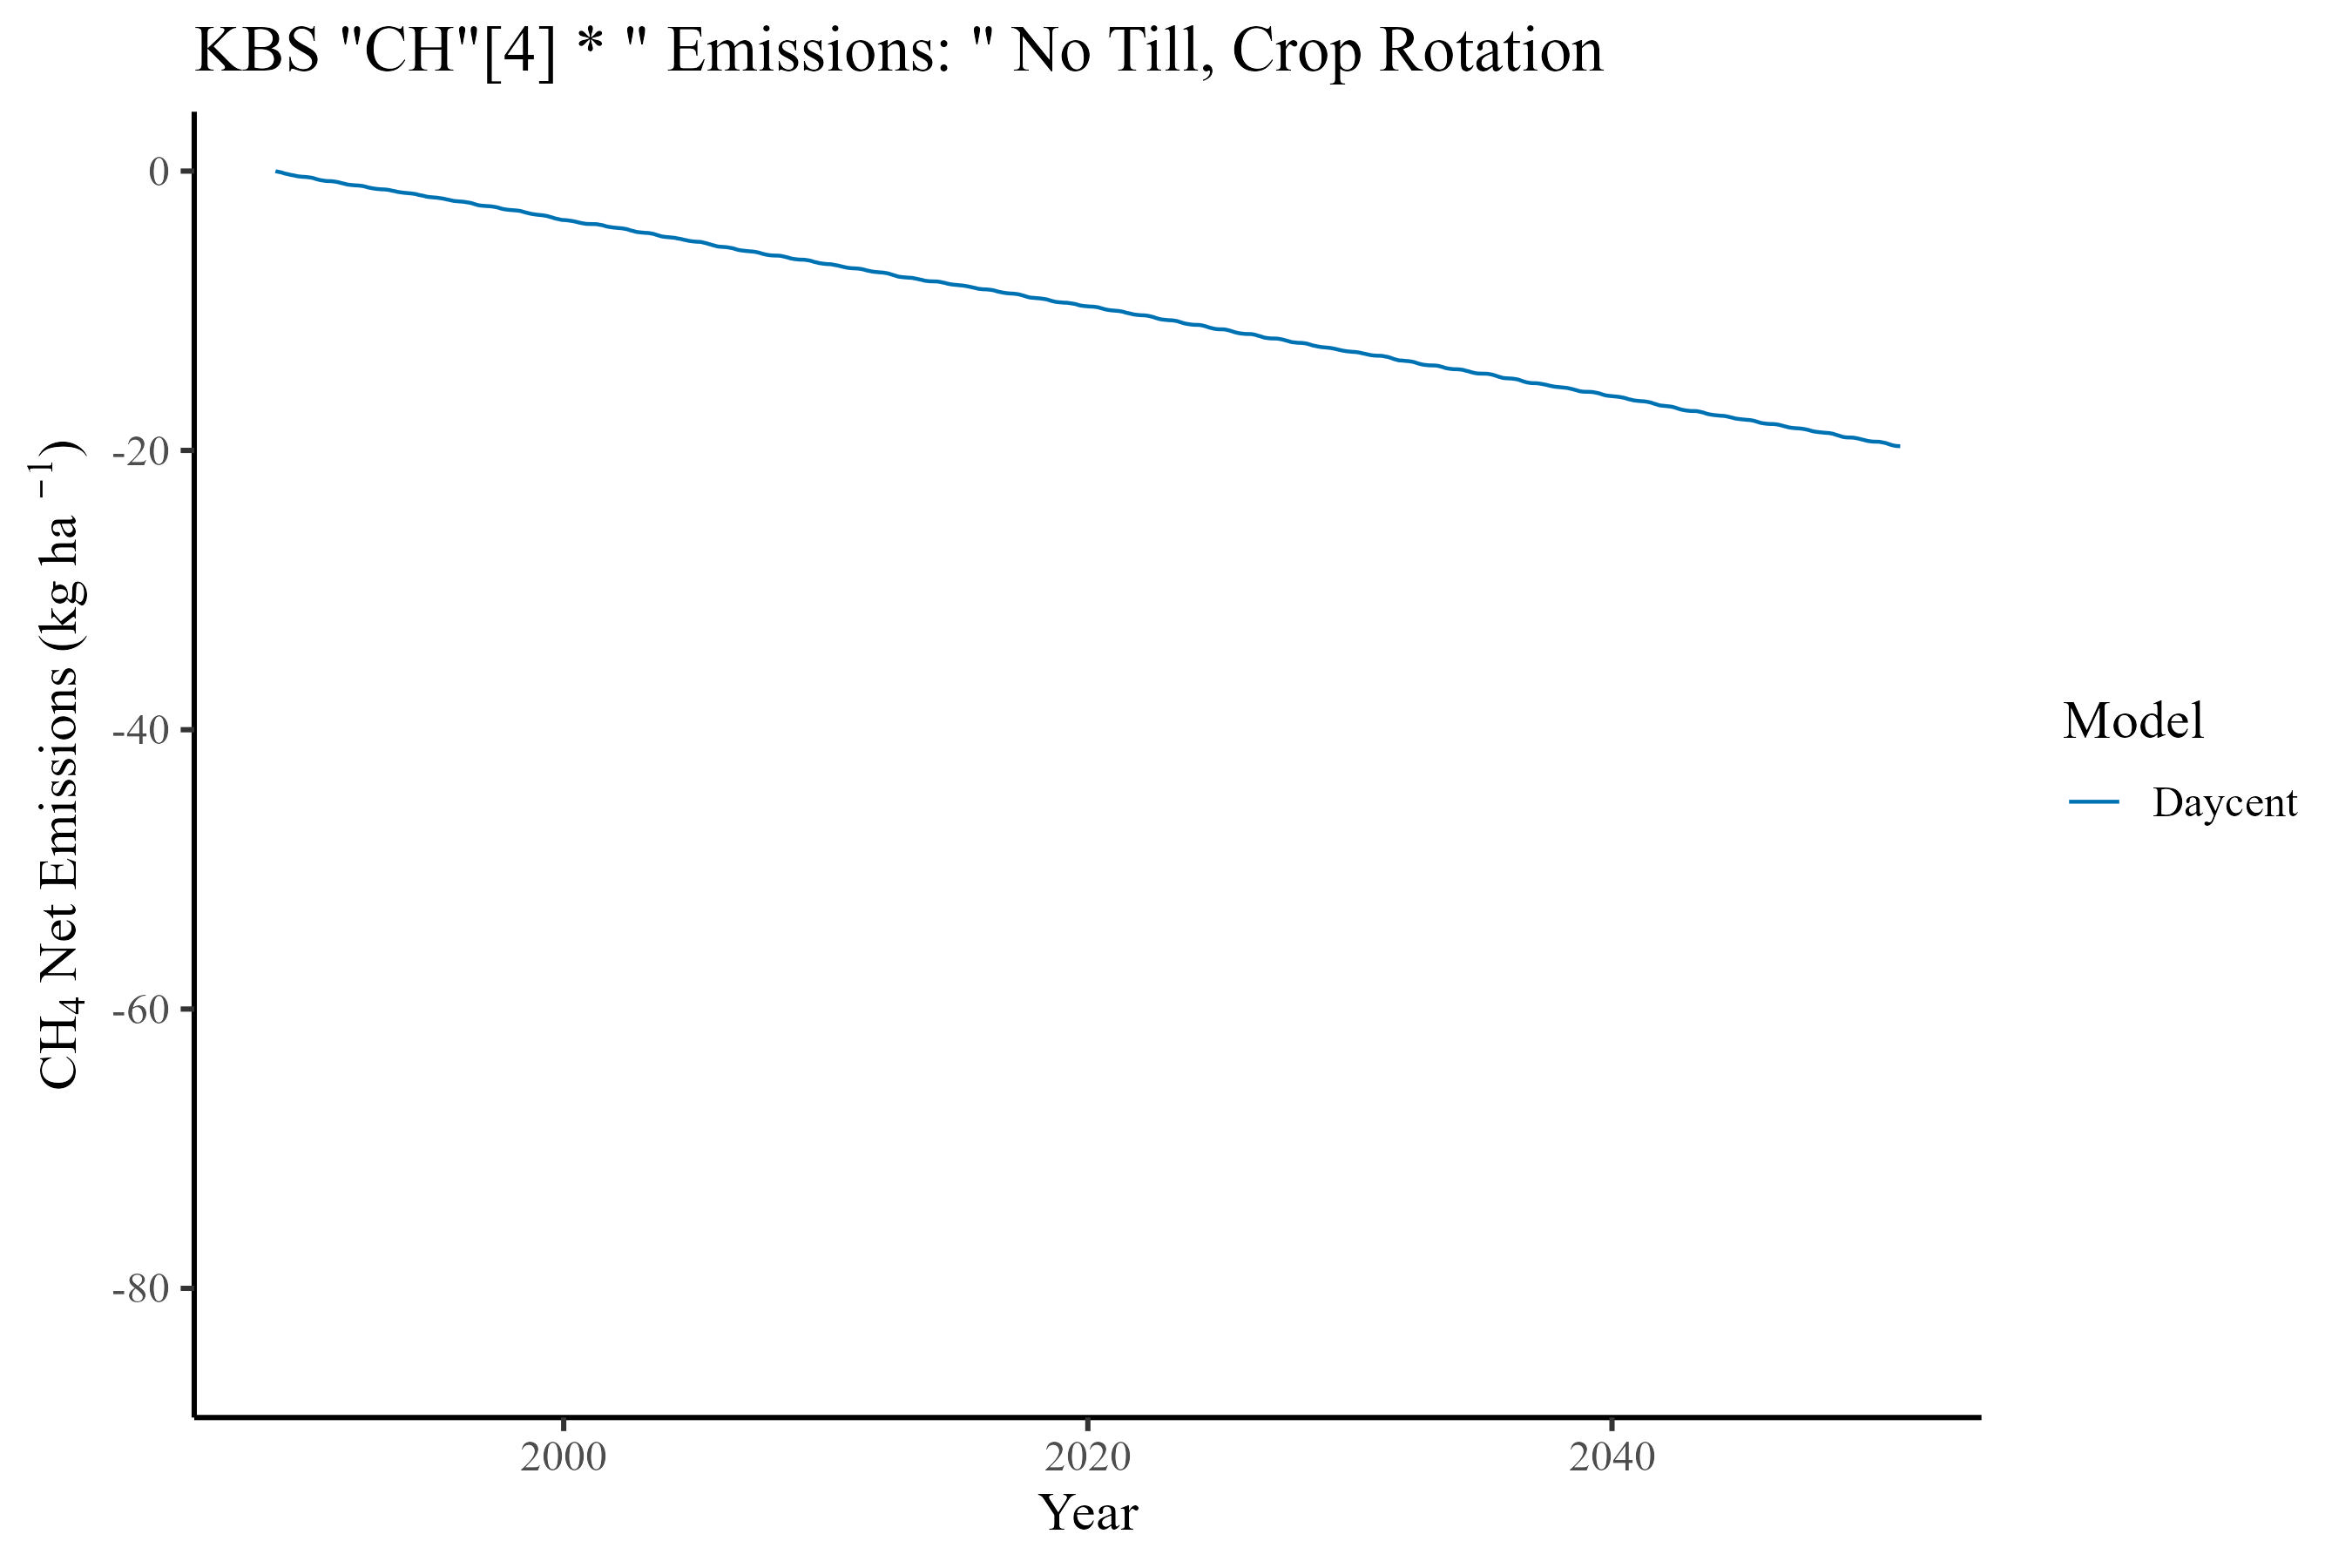 KBS "CH"[4] * " Emissions: " No Till, Crop Rotation
CH₄ Net Emissions (kg ha ⁻¹)
0
-20
-40
-60
-80
2000 2020 2040
Year
Model
Daycent